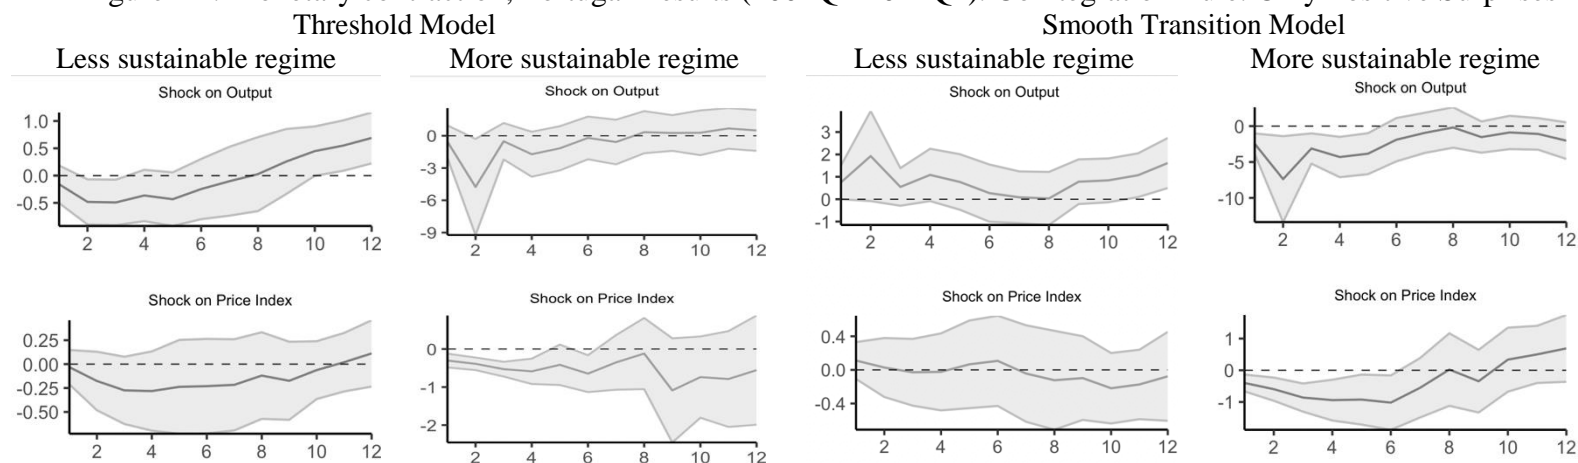 Monetary contraction, Portugal Results Only Positive Surprises
Threshold Model
Smooth Transition Model
Less sustainable regime
More sustainable regime
Less sustainable regime
More sustainable regime
Shock on Output
1.0
0.5
0.0
-0.5
2 4 6 8 10 12
Shock on Output
0
-3
-6
-9
2 4 6 8 10 12
Shock on Output
3
2
1
0
-1
2 4 6 8 10 12
Shock on Output
0
-5
-10
2 4 6 8 10 12
Shock on Price Index
0.25
0.00
-0.25
-0.50
2 4 6 8 10 12
Shock on Price Index
0
-1
-2
2 4 6 8 10 12
Shock on Price Index
0.4
0.0
-0.4
2 4 6 8 10 12
Shock on Price Index
1
0
-1
2 4 6 8 10 12